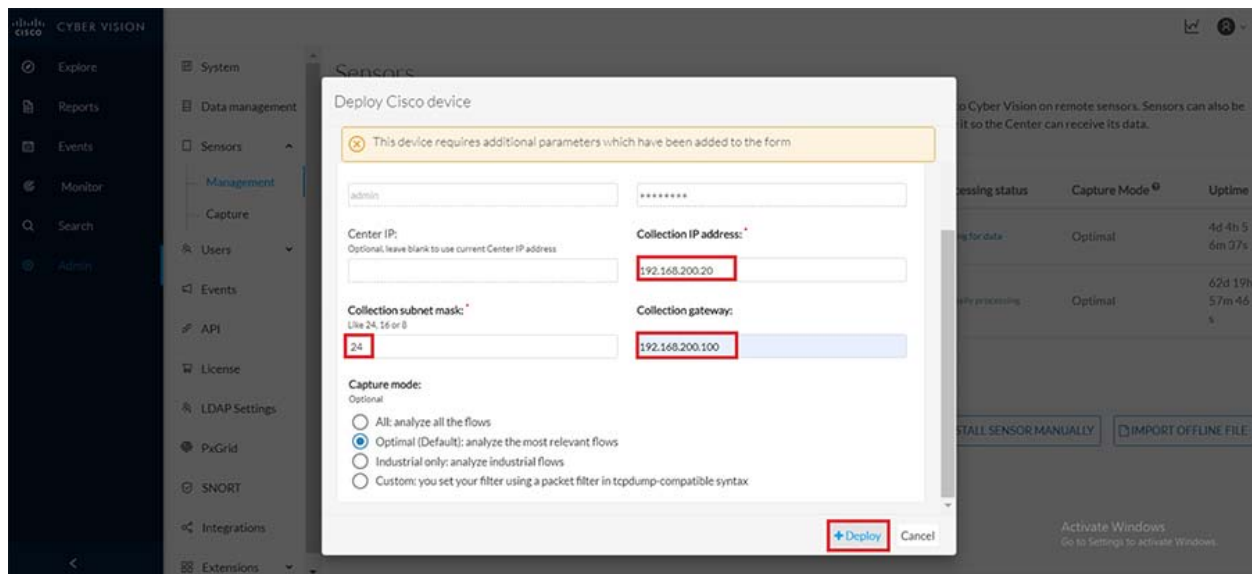 cisco
CYBER VISION
Explore
Reports
Events
Monitor
Search
Admin
System
Data management
Sensors
Management
Capture
Users
Events
API
License
LDAP Settings
PxGrid
SNORT
Integrations
Extensions
Sensors
Deploy Cisco device
This device requires additional parameters which have been added to the form
admin
********
Center IP:
Optional, leave blank to use current Center IP address
Collection IP address:*
192.168.200.20
Collection subnet mask:*
Like 24, 16 or 8
24
Collection gateway:
192.168.200.100
Capture mode:
Optional
All: analyze all the flows
Optimal (Default): analyze the most relevant flows
Industrial only: analyze industrial flows
Custom: you set your filter using a packet filter in tcpdump-compatible syntax
+ Deploy
Cancel
to Cyber Vision on remote sensors. Sensors can also be
it so the Center can receive its data.
essing status
Capture Mode
Uptime
ng for data
Optimal
4d 4h 5
6m 37s
processing
Optimal
62d 19h
57m 46
s
STALL SENSOR MANUALLY
IMPORT OFFLINE FILE
Activate Windows
Go to Settings to activate Windows.